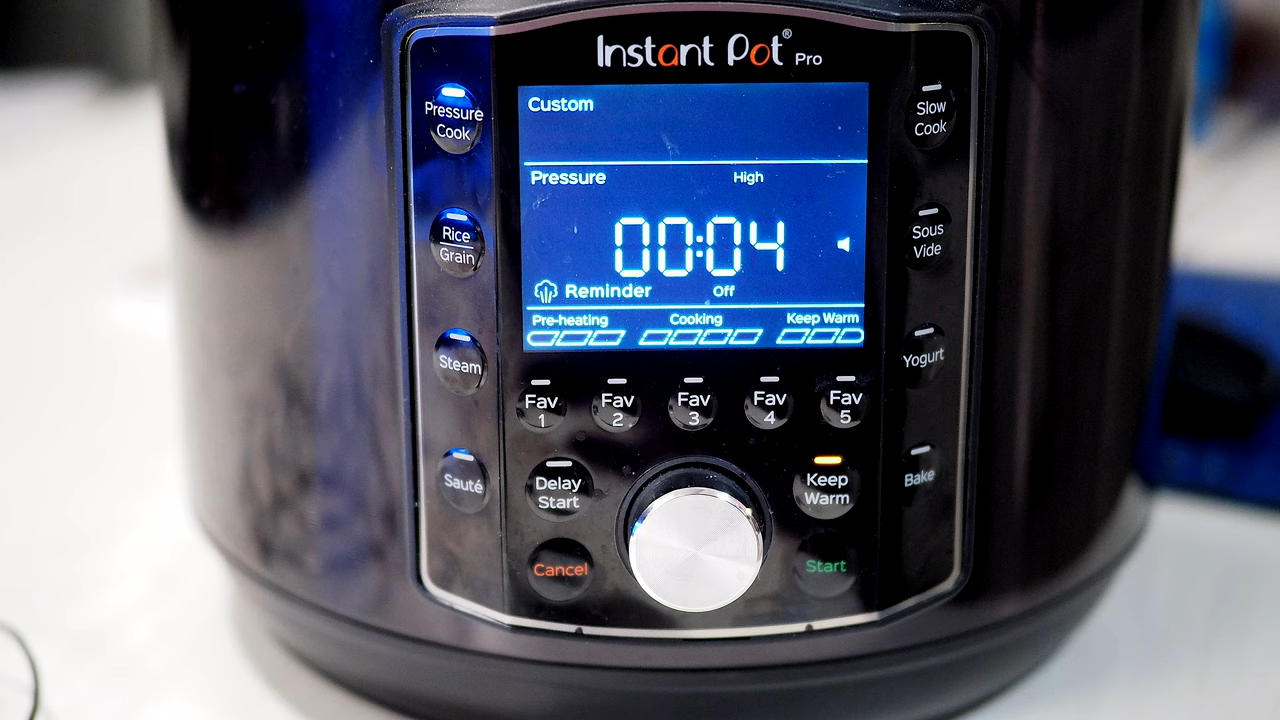 Instant Pot® Pro
Custom
Pressure High
00:04
Reminder Off
Pre-heating Cooking Keep Warm
Pressure
Cook
Rice
Grain
Steam
Sauté
Slow
Cook
Sous
Vide
Yogurt
Bake
Fav
1
Fav
2
Fav
3
Fav
4
Fav
5
Delay
Start
Keep
Warm
Cancel
Start